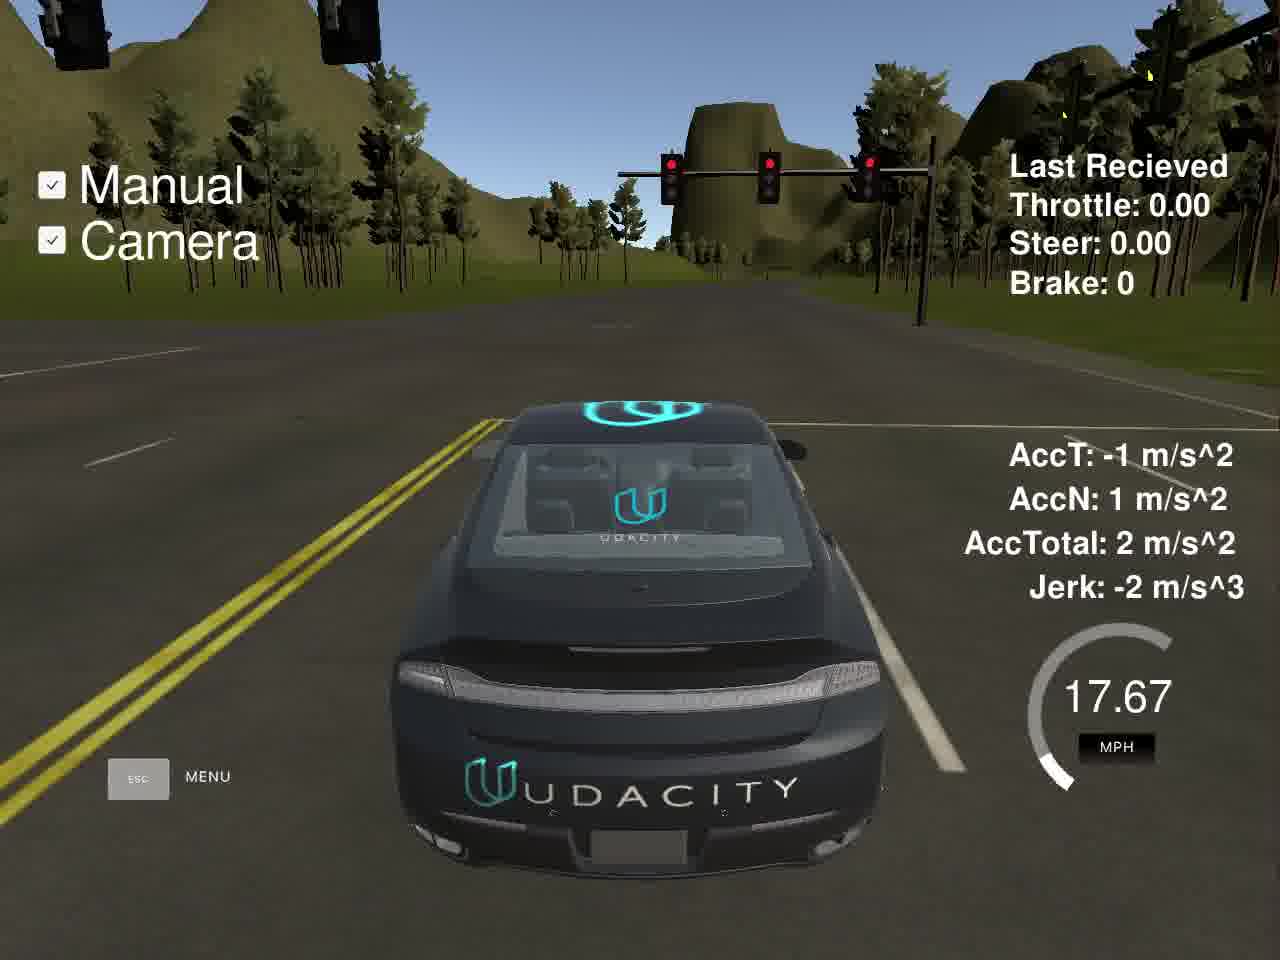 Manual
Camera
Last Recieved
Throttle: 0.00
Steer: 0.00
Brake: 0
AccT: -1 m/s^2
AccN: 1 m/s^2
AccTotal: 2 m/s^2
Jerk: -2 m/s^3
UDACITY
17.67
MPH
ESC
MENU
UDACITY